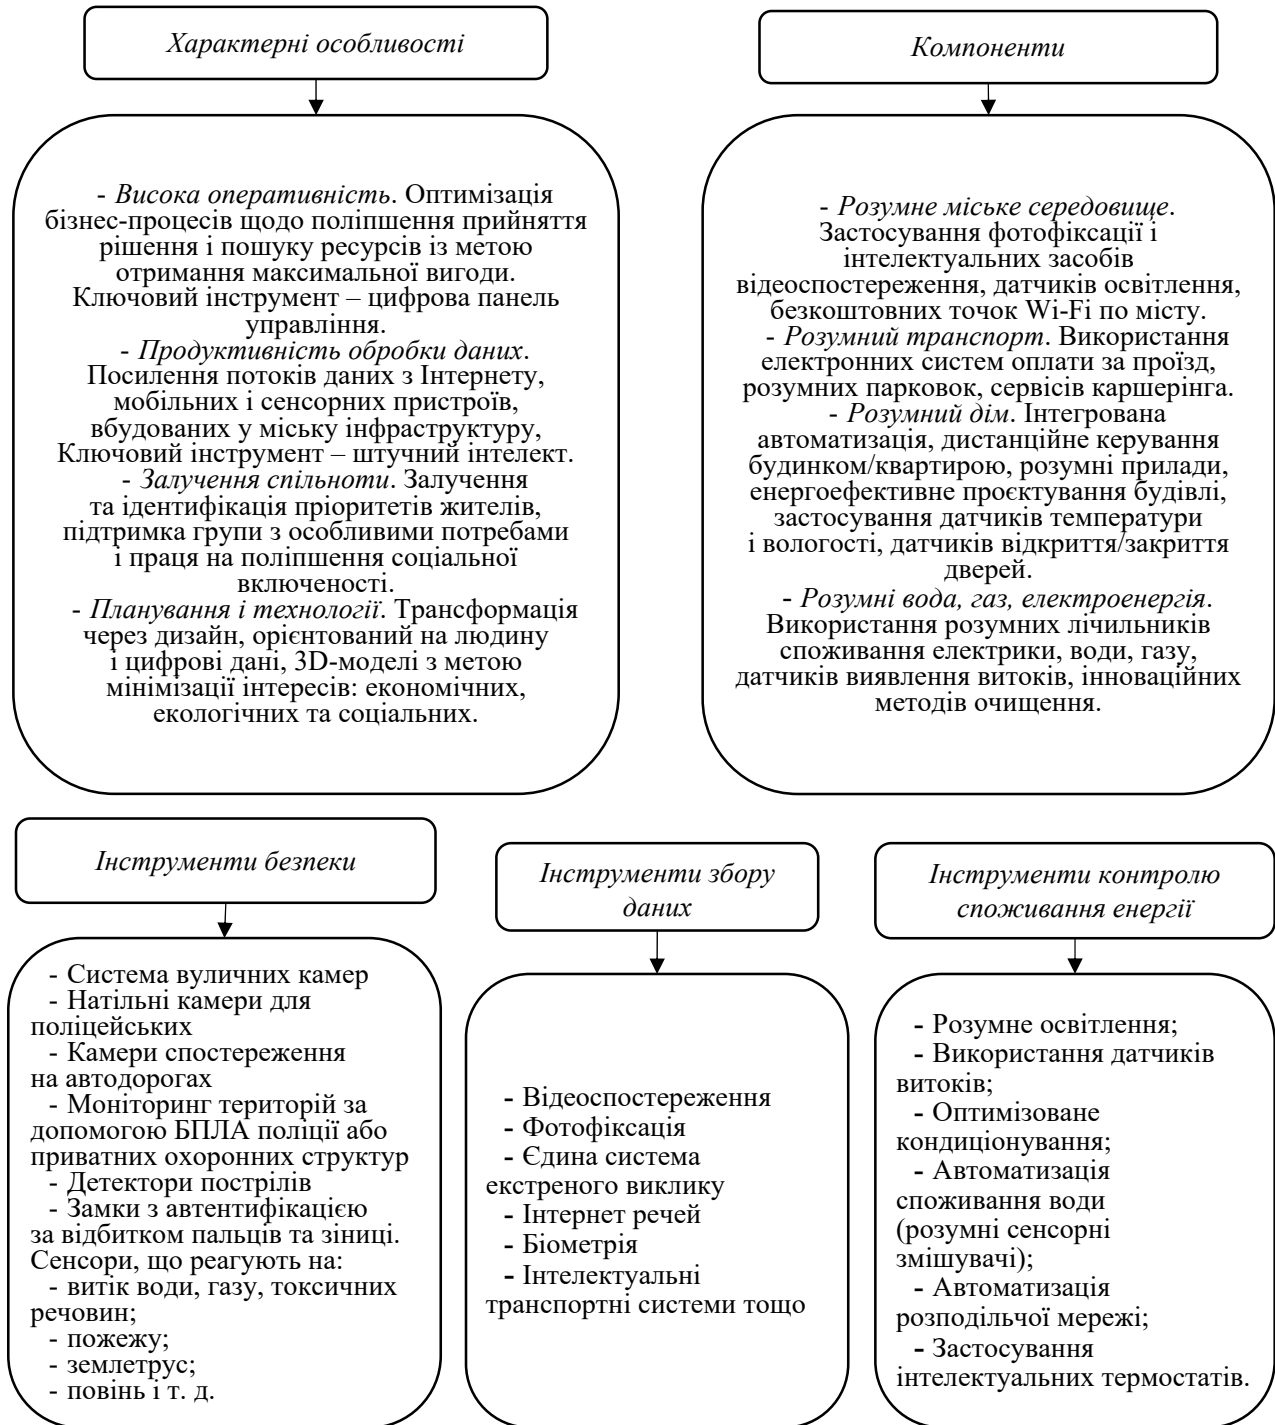 Характерні особливості
- Висока оперативність. Оптимізація
бізнес-процесів щодо поліпшення прийняття
рішення і пошуку ресурсів із метою
отримання максимальної вигоди.
Ключовий інструмент – цифрова панель
управління.
- Продуктивність обробки даних.
Посилення потоків даних з Інтернету,
мобільних і сенсорних пристроїв,
вбудованих у міську інфраструктуру,
Ключовий інструмент – штучний інтелект.
- Залучення спільноти. Залучення
та ідентифікація пріоритетів жителів,
підтримка групи з особливими потребами
і праця на поліпшення соціальної
включеності.
- Планування і технології. Трансформація
через дизайн, орієнтований на людину
і цифрові дані, 3D-моделі з метою
мінімізації інтересів: економічних,
екологічних та соціальних.
Компоненти
- Розумне міське середовище.
Застосування фотофіксації і
інтелектуальних засобів
відеоспостереження, датчиків освітлення,
безкоштовних точок Wi-Fi по місту.
- Розумний транспорт. Використання
електронних систем оплати за проїзд,
розумних парковок, сервісів каршерінга.
- Розумний дім. Інтегрована
автоматизація, дистанційне керування
будинком/квартирою, розумні прилади,
енергоефективне проєктування будівлі,
застосування датчиків температури
і вологості, датчиків відкриття/закриття
дверей.
- Розумні вода, газ, електроенергія.
Використання розумних лічильників
споживання електрики, води, газу,
датчиків виявлення витоків, інноваційних
методів очищення.
Інструменти безпеки
- Система вуличних камер
- Натільні камери для
поліцейських
- Камери спостереження
на автодорогах
- Моніторинг територій за
допомогою БПЛА поліції або
приватних охоронних структур
- Детектори пострілів
- Замки з автентифікацією
за відбитком пальців та зіниці.
Сенсори, що реагують на:
- витік води, газу, токсичних
речовин;
- пожежу;
- землетрус;
- повінь і т. д.
Інструменти збору
даних
- Відеоспостереження
- Фотофіксація
- Єдина система
екстреного виклику
- Інтернет речей
- Біометрія
- Інтелектуальні
транспортні системи тощо
Інструменти контролю
споживання енергії
- Розумне освітлення;
- Використання датчиків
витоків;
- Оптимізоване
кондиціонування;
- Автоматизація
споживання води
(розумні сенсорні
змішувачі);
- Автоматизація
розподільчої мережі;
- Застосування
інтелектуальних термостатів.